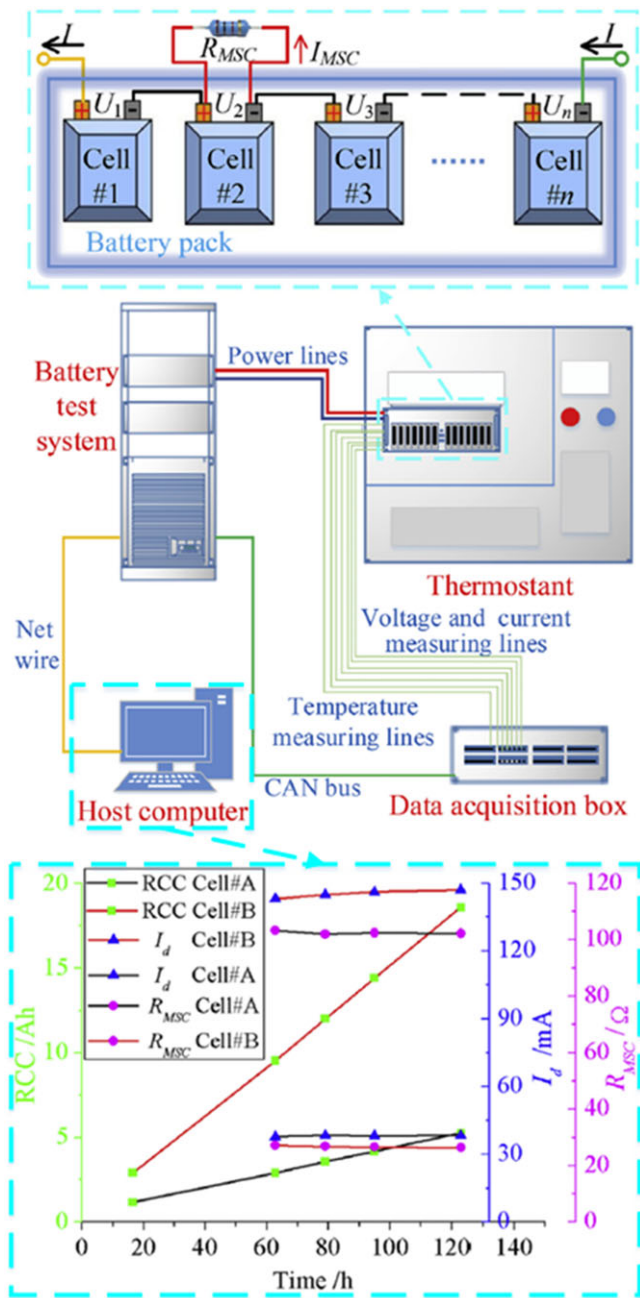 I
R_MSC
I_MSC
I
U1
U2
U3
Un
Cell #1
Cell #2
Cell #3
......
Cell #n
Battery pack
Battery
test
system
Power lines
Thermostant
Net
wire
Voltage and current
measuring lines
Temperature
measuring lines
CAN bus
Host computer
Data acquisition box
RCC Cell#A
RCC Cell#B
I_d Cell#B
I_d Cell#A
R_MSC Cell#A
R_MSC Cell#B
RCC /Ah
20
15
10
5
0
I_d /mA
150
120
90
60
30
0
R_MSC / Ω
120
100
80
60
40
20
0
0 20 40 60 80 100 120 140
Time /h